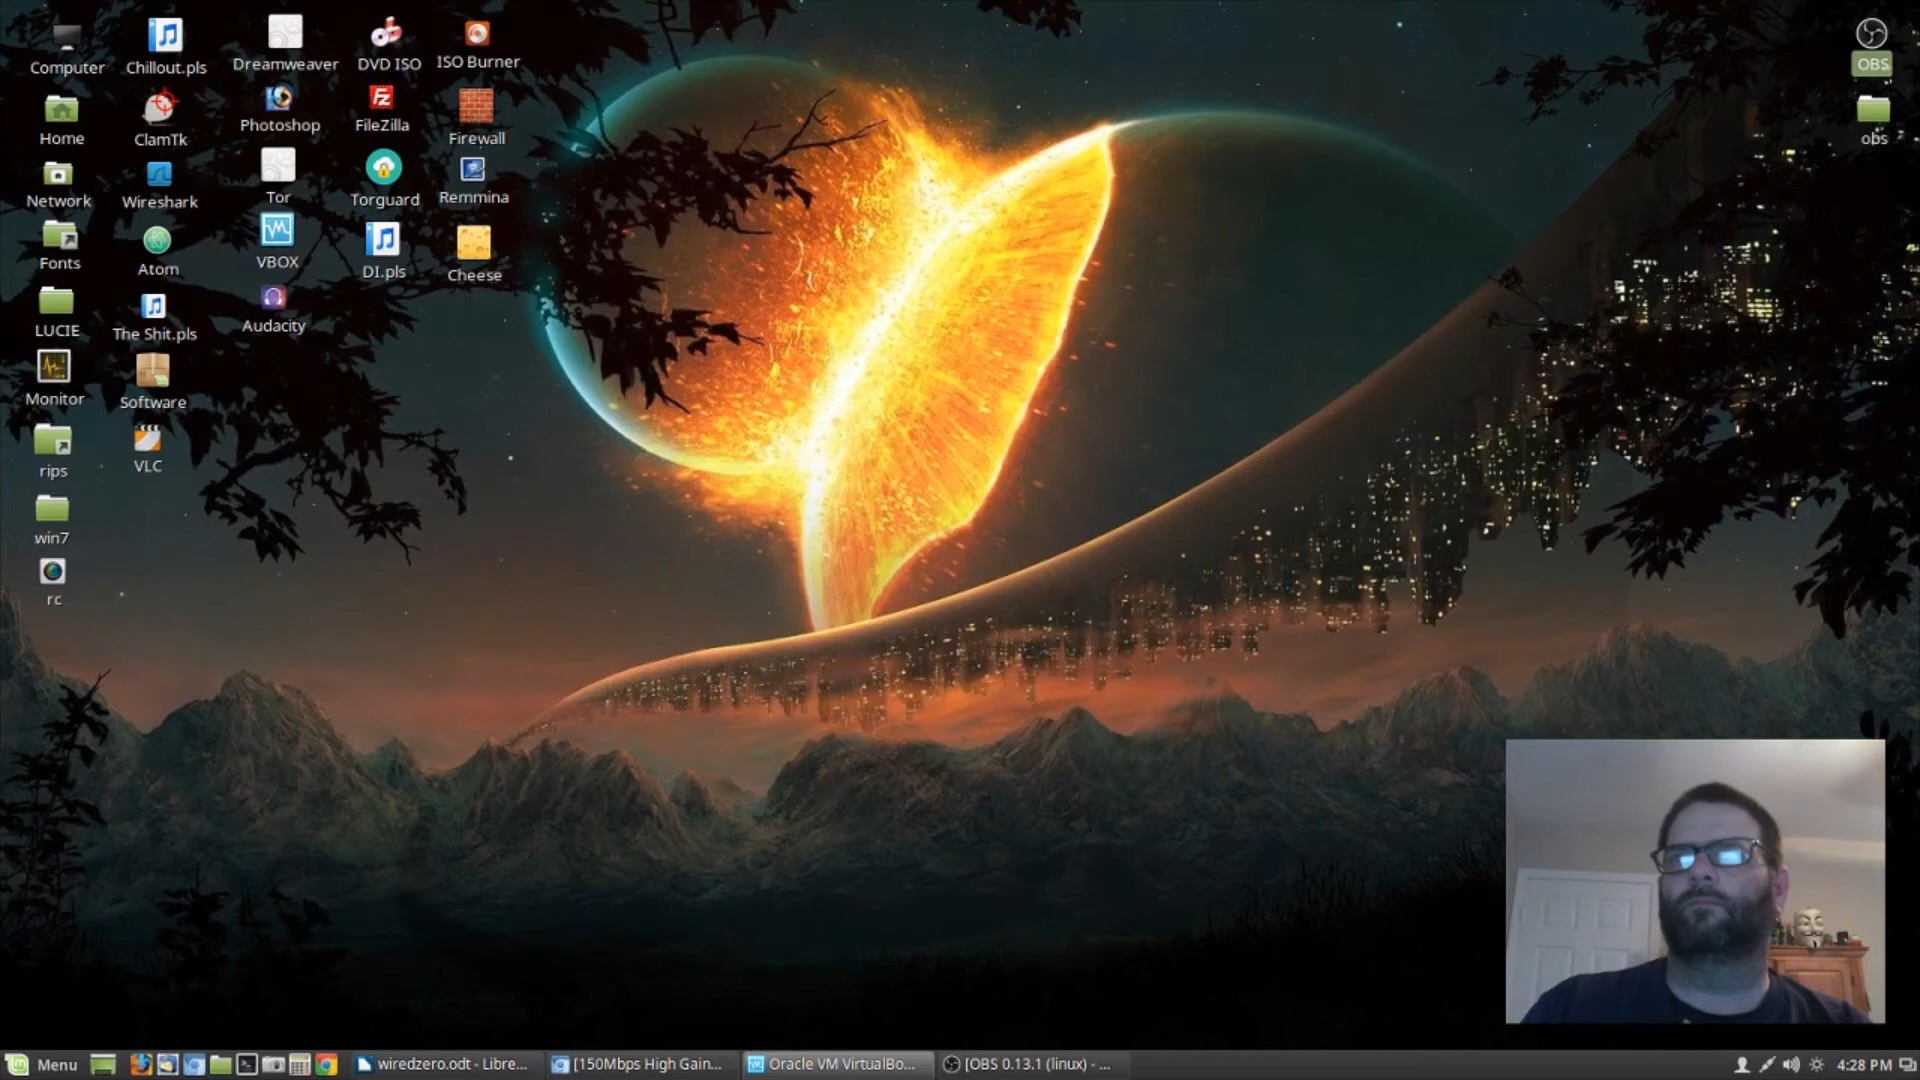 Computer
Chillout.pls
Dreamweaver
DVD ISO
ISO Burner
OBS
Home
ClamTk
Photoshop
FileZilla
Firewall
obs
Network
Wireshark
Tor
Torguard
Remmina
Fonts
Atom
VBOX
DI.pls
Cheese
LUCIE
The Shit.pls
Audacity
Monitor
Software
rips
VLC
win7
rc
Menu
wiredzero.odt - Libre...
[150Mbps High Gain...
Oracle VM VirtualBo...
[OBS 0.13.1 (linux) - ...
4:28 PM